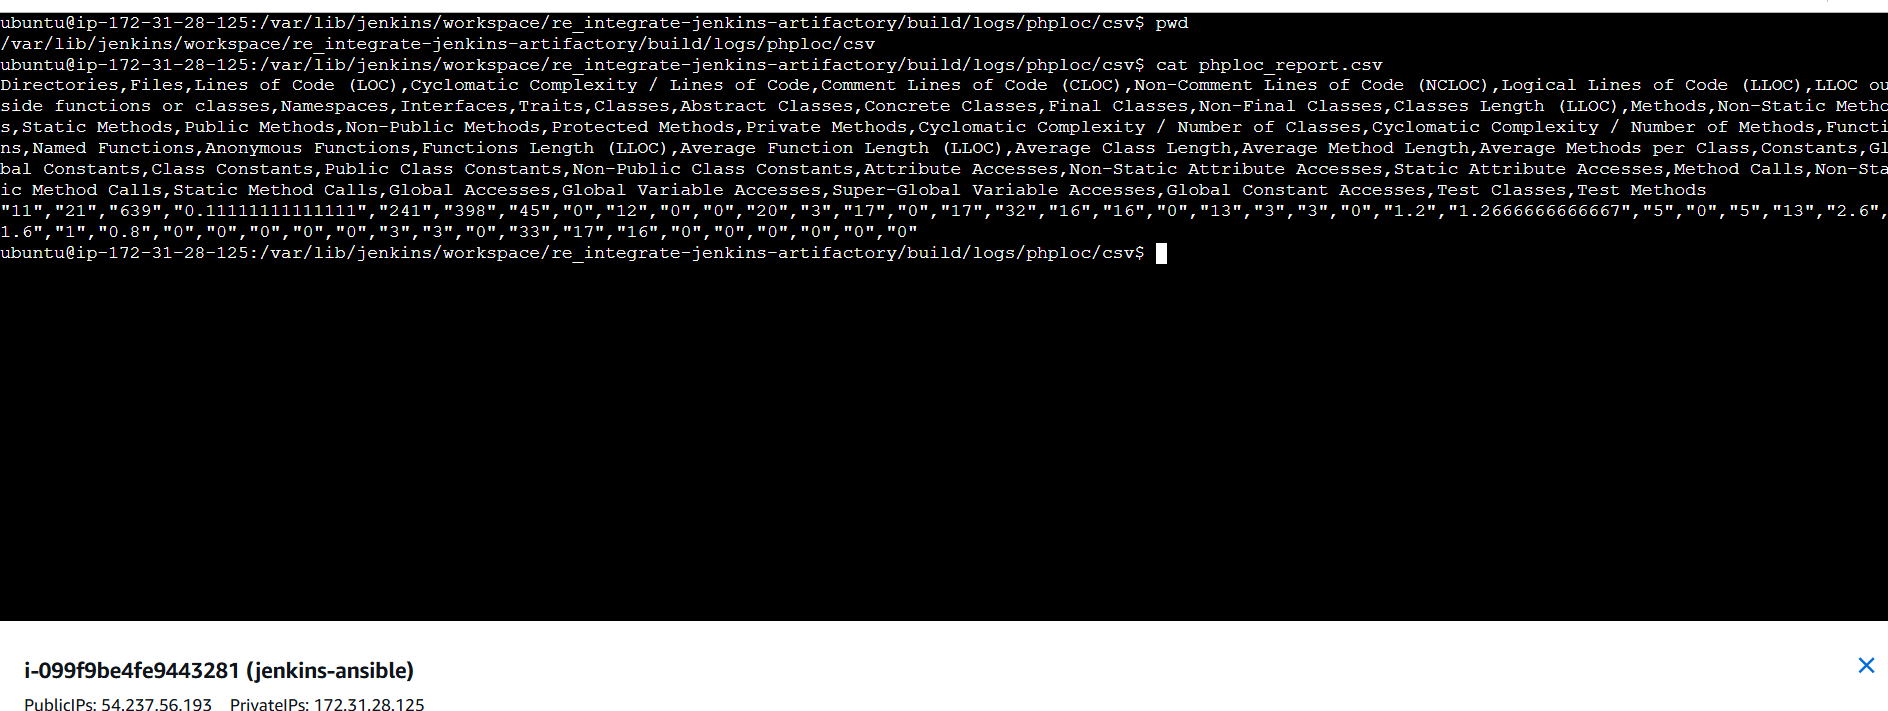 ubuntu@ip-172-31-28-125:/var/lib/jenkins/workspace/re_integrate-jenkins-artifactory/build/logs/phploc/csv$ pwd
/var/lib/jenkins/workspace/re_integrate-jenkins-artifactory/build/logs/phploc/csv
ubuntu@ip-172-31-28-125:/var/lib/jenkins/workspace/re_integrate-jenkins-artifactory/build/logs/phploc/csv$ cat phploc_report.csv
Directories,Files,Lines of Code (LOC),Cyclomatic Complexity / Lines of Code,Comment Lines of Code (CLOC),Non-Comment Lines of Code (NCLOC),Logical Lines of Code (LLOC),LLOC ou
side functions or classes,Namespaces,Interfaces,Traits,Classes,Abstract Classes,Concrete Classes,Final Classes,Non-Final Classes,Classes Length (LLOC),Methods,Non-Static Metho
s,Static Methods,Public Methods,Non-Public Methods,Protected Methods,Private Methods,Cyclomatic Complexity / Number of Classes,Cyclomatic Complexity / Number of Methods,Functi
ns,Named Functions,Anonymous Functions,Functions Length (LLOC),Average Function Length (LLOC),Average Class Length,Average Method Length,Average Methods per Class,Constants,Gl
bal Constants,Class Constants,Public Class Constants,Non-Public Class Constants,Attribute Accesses,Non-Static Attribute Accesses,Static Attribute Accesses,Method Calls,Non-Sta
ic Method Calls,Static Method Calls,Global Accesses,Global Variable Accesses,Super-Global Variable Accesses,Global Constant Accesses,Test Classes,Test Methods
"11","21","639","0.11111111111111","241","398","45","0","12","0","0","20","3","17","0","17","32","16","16","0","13","3","3","0","1.2","1.2666666666667","5","0","5","13","2.6",
1.6","1","0.8","0","0","0","0","0","3","3","0","33","17","16","0","0","0","0","0","0"
ubuntu@ip-172-31-28-125:/var/lib/jenkins/workspace/re_integrate-jenkins-artifactory/build/logs/phploc/csv$
i-099f9be4fe9443281 (jenkins-ansible)
PublicIPs: 54.237.56.193 PrivateIPs: 172.31.28.125